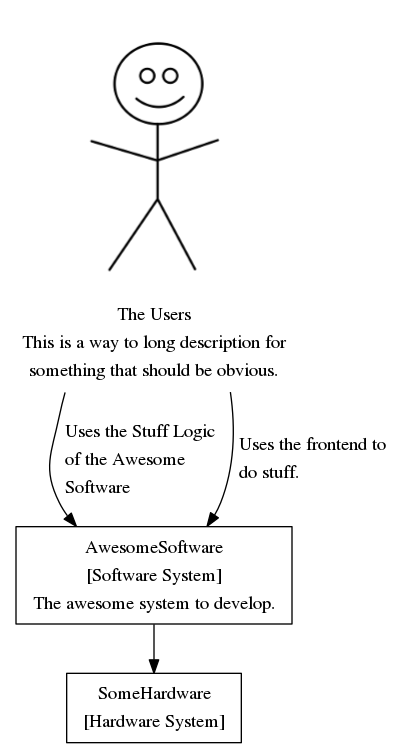 The Users
This is a way to long description for
something that should be obvious.
Uses the Stuff Logic
of the Awesome
Software
Uses the frontend to
do stuff.
AwesomeSoftware
[Software System]
The awesome system to develop.
SomeHardware
[Hardware System]